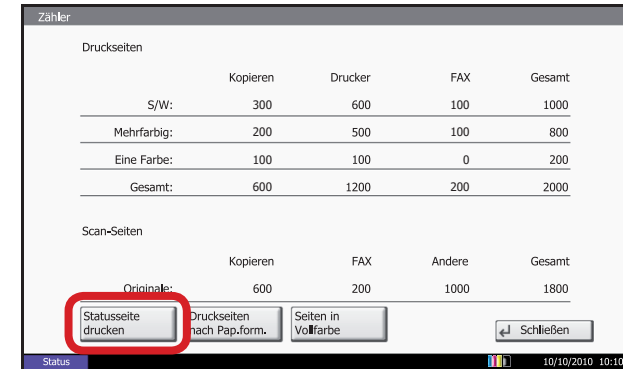 Zähler
Druckseiten
Kopieren Drucker FAX Gesamt
S/W: 300 600 100 1000
Mehrfarbig: 200 500 100 800
Eine Farbe: 100 100 0 200
Gesamt: 600 1200 200 2000
Scan-Seiten
Kopieren FAX Andere Gesamt
Originale: 600 200 1000 1800
Statusseite drucken
Druckseiten nach Pap.form.
Seiten in Vollfarbe
Schließen
Status 10/10/2010 10:10